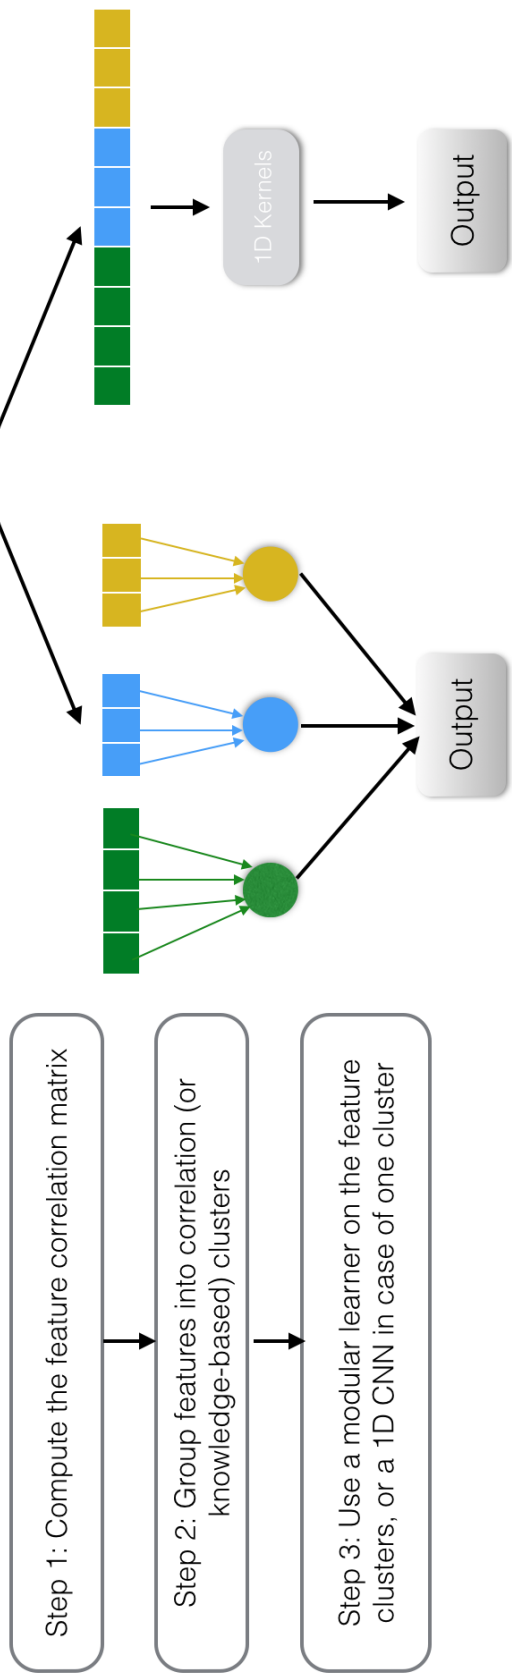 Step 1: Compute the feature correlation matrix
Step 2: Group features into correlation (or
knowledge-based) clusters
Step 3: Use a modular learner on the feature
clusters, or a 1D CNN in case of one cluster
Output
1D Kernels
Output